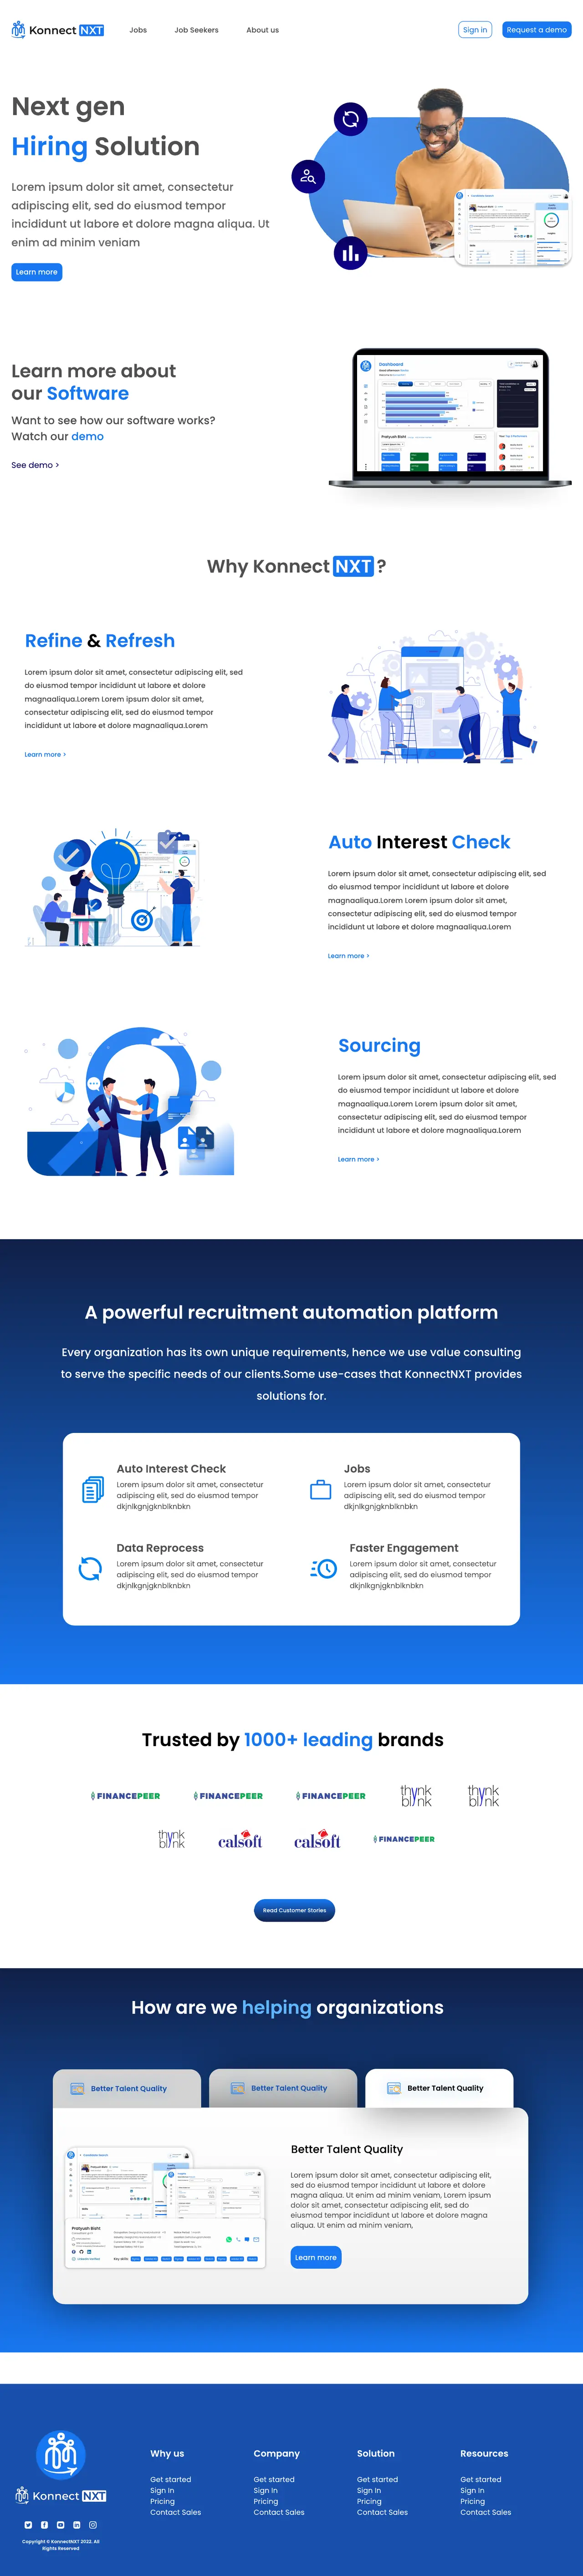 Konnect NXT
Jobs
Job Seekers
About us
Sign in
Request a demo
Next gen
Hiring Solution
Lorem ipsum dolor sit amet, consectetur
adipiscing elit, sed do eiusmod tempor
incididunt ut labore et dolore magna aliqua. Ut
enim ad minim veniam
Learn more
Learn more about
our Software
Want to see how our software works?
Watch our demo
See demo >
Dashboard
Pratyush Bisht
Why Konnect NXT ?
Refine & Refresh
Lorem ipsum dolor sit amet, consectetur adipiscing elit, sed
do eiusmod tempor incididunt ut labore et dolore
magnaaliqua.Lorem Lorem ipsum dolor sit amet,
consectetur adipiscing elit, sed do eiusmod tempor
incididunt ut labore et dolore magnaaliqua.Lorem
Learn more >
Auto Interest Check
Lorem ipsum dolor sit amet, consectetur adipiscing elit, sed
do eiusmod tempor incididunt ut labore et dolore
magnaaliqua.Lorem Lorem ipsum dolor sit amet,
consectetur adipiscing elit, sed do eiusmod tempor
incididunt ut labore et dolore magnaaliqua.Lorem
Learn more >
Sourcing
Lorem ipsum dolor sit amet, consectetur adipiscing elit, sed
do eiusmod tempor incididunt ut labore et dolore
magnaaliqua.Lorem Lorem ipsum dolor sit amet,
consectetur adipiscing elit, sed do eiusmod tempor
incididunt ut labore et dolore magnaaliqua.Lorem
Learn more >
A powerful recruitment automation platform
Every organization has its own unique requirements, hence we use value consulting
to serve the specific needs of our clients.Some use-cases that KonnectNXT provides
solutions for.
Auto Interest Check
Lorem ipsum dolor sit amet, consectetur
adipiscing elit, sed do eiusmod tempor
dkjnlkgnjgknblknbkn
Jobs
Lorem ipsum dolor sit amet, consectetur
adipiscing elit, sed do eiusmod tempor
dkjnlkgnjgknblknbkn
Data Reprocess
Lorem ipsum dolor sit amet, consectetur
adipiscing elit, sed do eiusmod tempor
dkjnlkgnjgknblknbkn
Faster Engagement
Lorem ipsum dolor sit amet, consectetur
adipiscing elit, sed do eiusmod tempor
dkjnlkgnjgknblknbkn
Trusted by 1000+ leading brands
FINANCEPEER
FINANCEPEER
FINANCEPEER
thynk
blynk
thynk
blynk
thynk
blynk
calsoft
calsoft
FINANCEPEER
Read Customer Stories
How are we helping organizations
Better Talent Quality
Better Talent Quality
Better Talent Quality
Pratyush Bisht
Key skills
Better Talent Quality
Lorem ipsum dolor sit amet, consectetur adipiscing elit,
sed do eiusmod tempor incididunt ut labore et dolore
magna aliqua. Ut enim ad minim veniam, Lorem ipsum
dolor sit amet, consectetur adipiscing elit, sed do
eiusmod tempor incididunt ut labore et dolore magna
aliqua. Ut enim ad minim veniam,
Learn more
Konnect NXT
Copyright © KonnectNXT 2022. All
Rights Reserved
Why us
Get started
Sign In
Pricing
Contact Sales
Company
Get started
Sign In
Pricing
Contact Sales
Solution
Get started
Sign In
Pricing
Contact Sales
Resources
Get started
Sign In
Pricing
Contact Sales